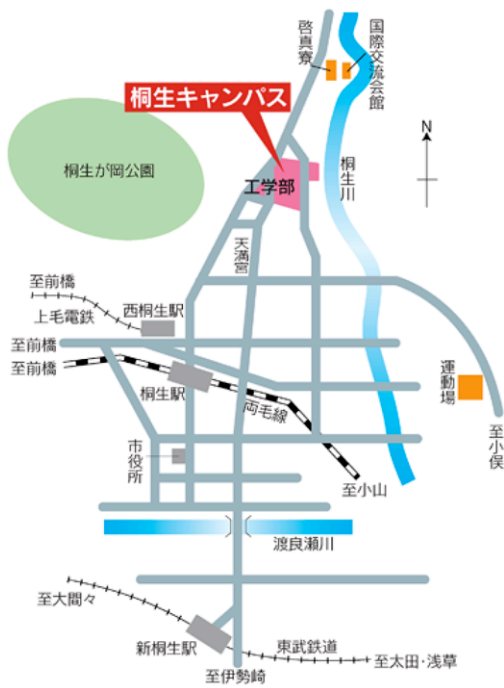 啓真寮
国際交流会館
桐生キャンパス
N
桐生が岡公園
工学部
桐生川
天満宮
至前橋
上毛電鉄
西桐生駅
至前橋
至前橋
桐生駅
両毛線
運動場
至小俣
市役所
至小山
渡良瀬川
至大間々
新桐生駅
東武鉄道
至太田・浅草
至伊勢崎